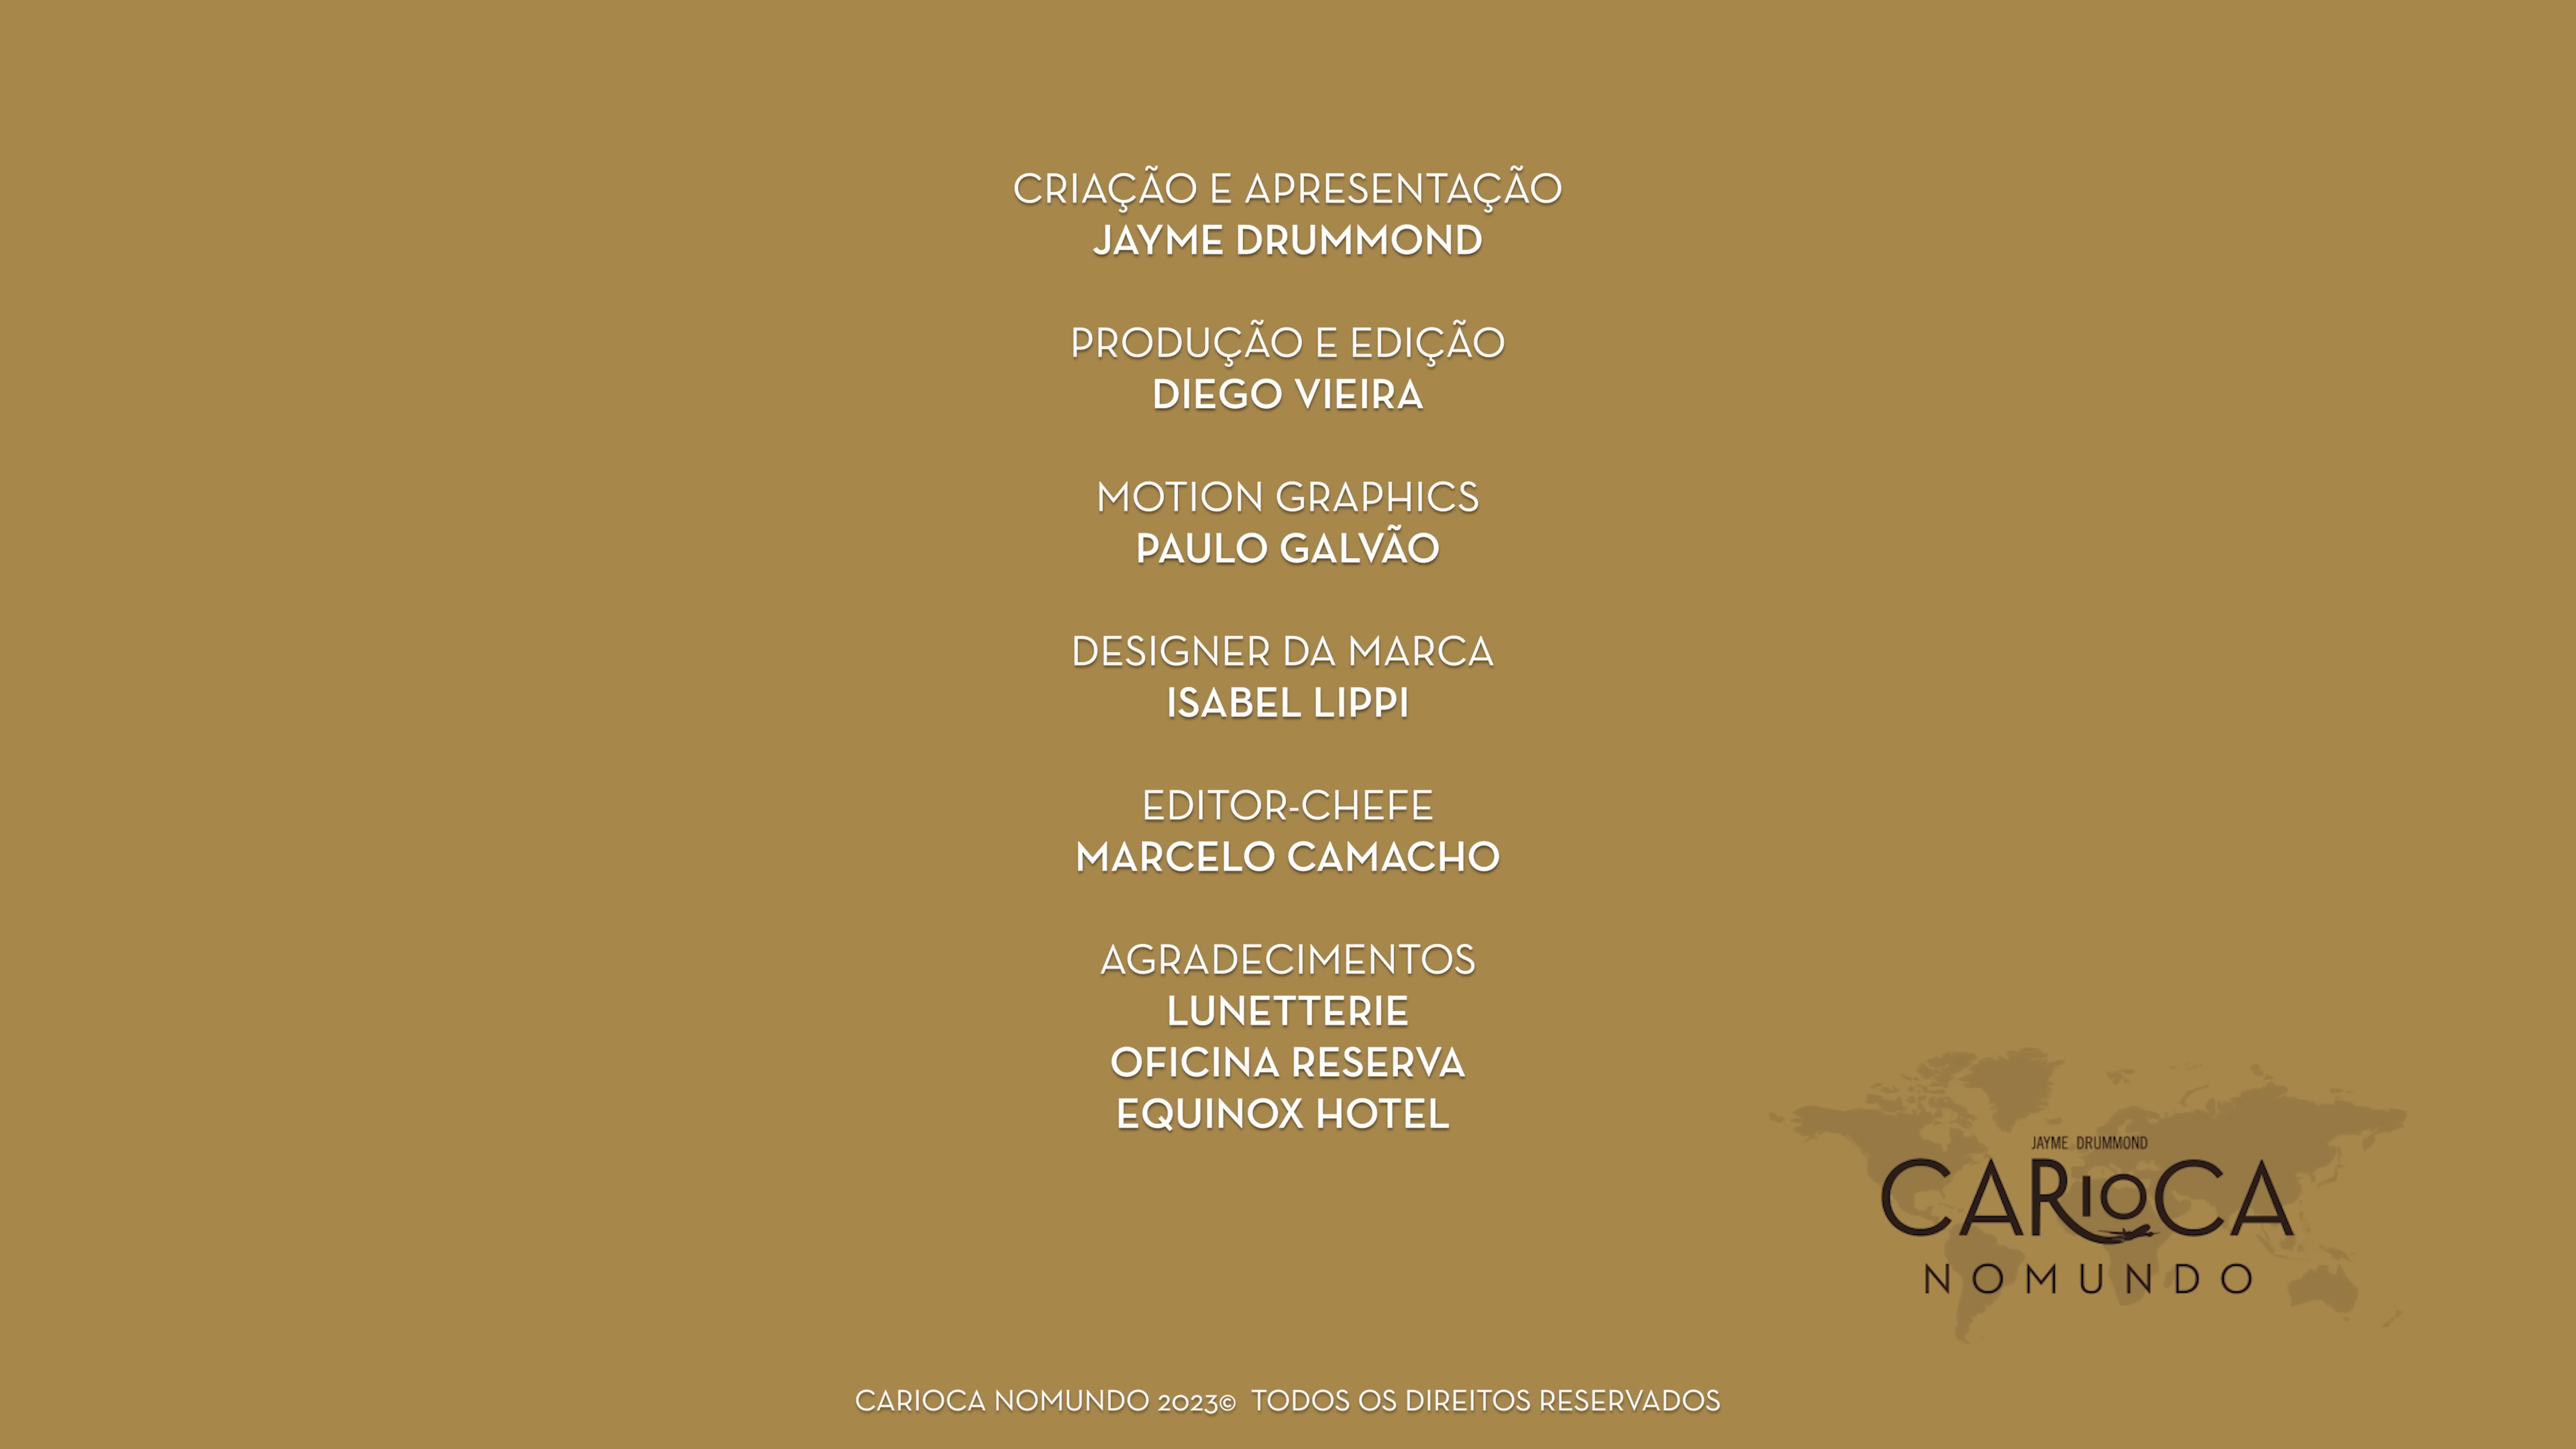 CRIAÇÃO E APRESENTAÇÃO
JAYME DRUMMOND
PRODUÇÃO E EDIÇÃO
DIEGO VIEIRA
MOTION GRAPHICS
PAULO GALVÃO
DESIGNER DA MARCA
ISABEL LIPPI
EDITOR-CHEFE
MARCELO CAMACHO
AGRADECIMENTOS
LUNETTERIE
OFICINA RESERVA
EQUINOX HOTEL
JAYME DRUMMOND
CARIOCA
NOMUNDO
CARIOCA NOMUNDO 2023© TODOS OS DIREITOS RESERVADOS